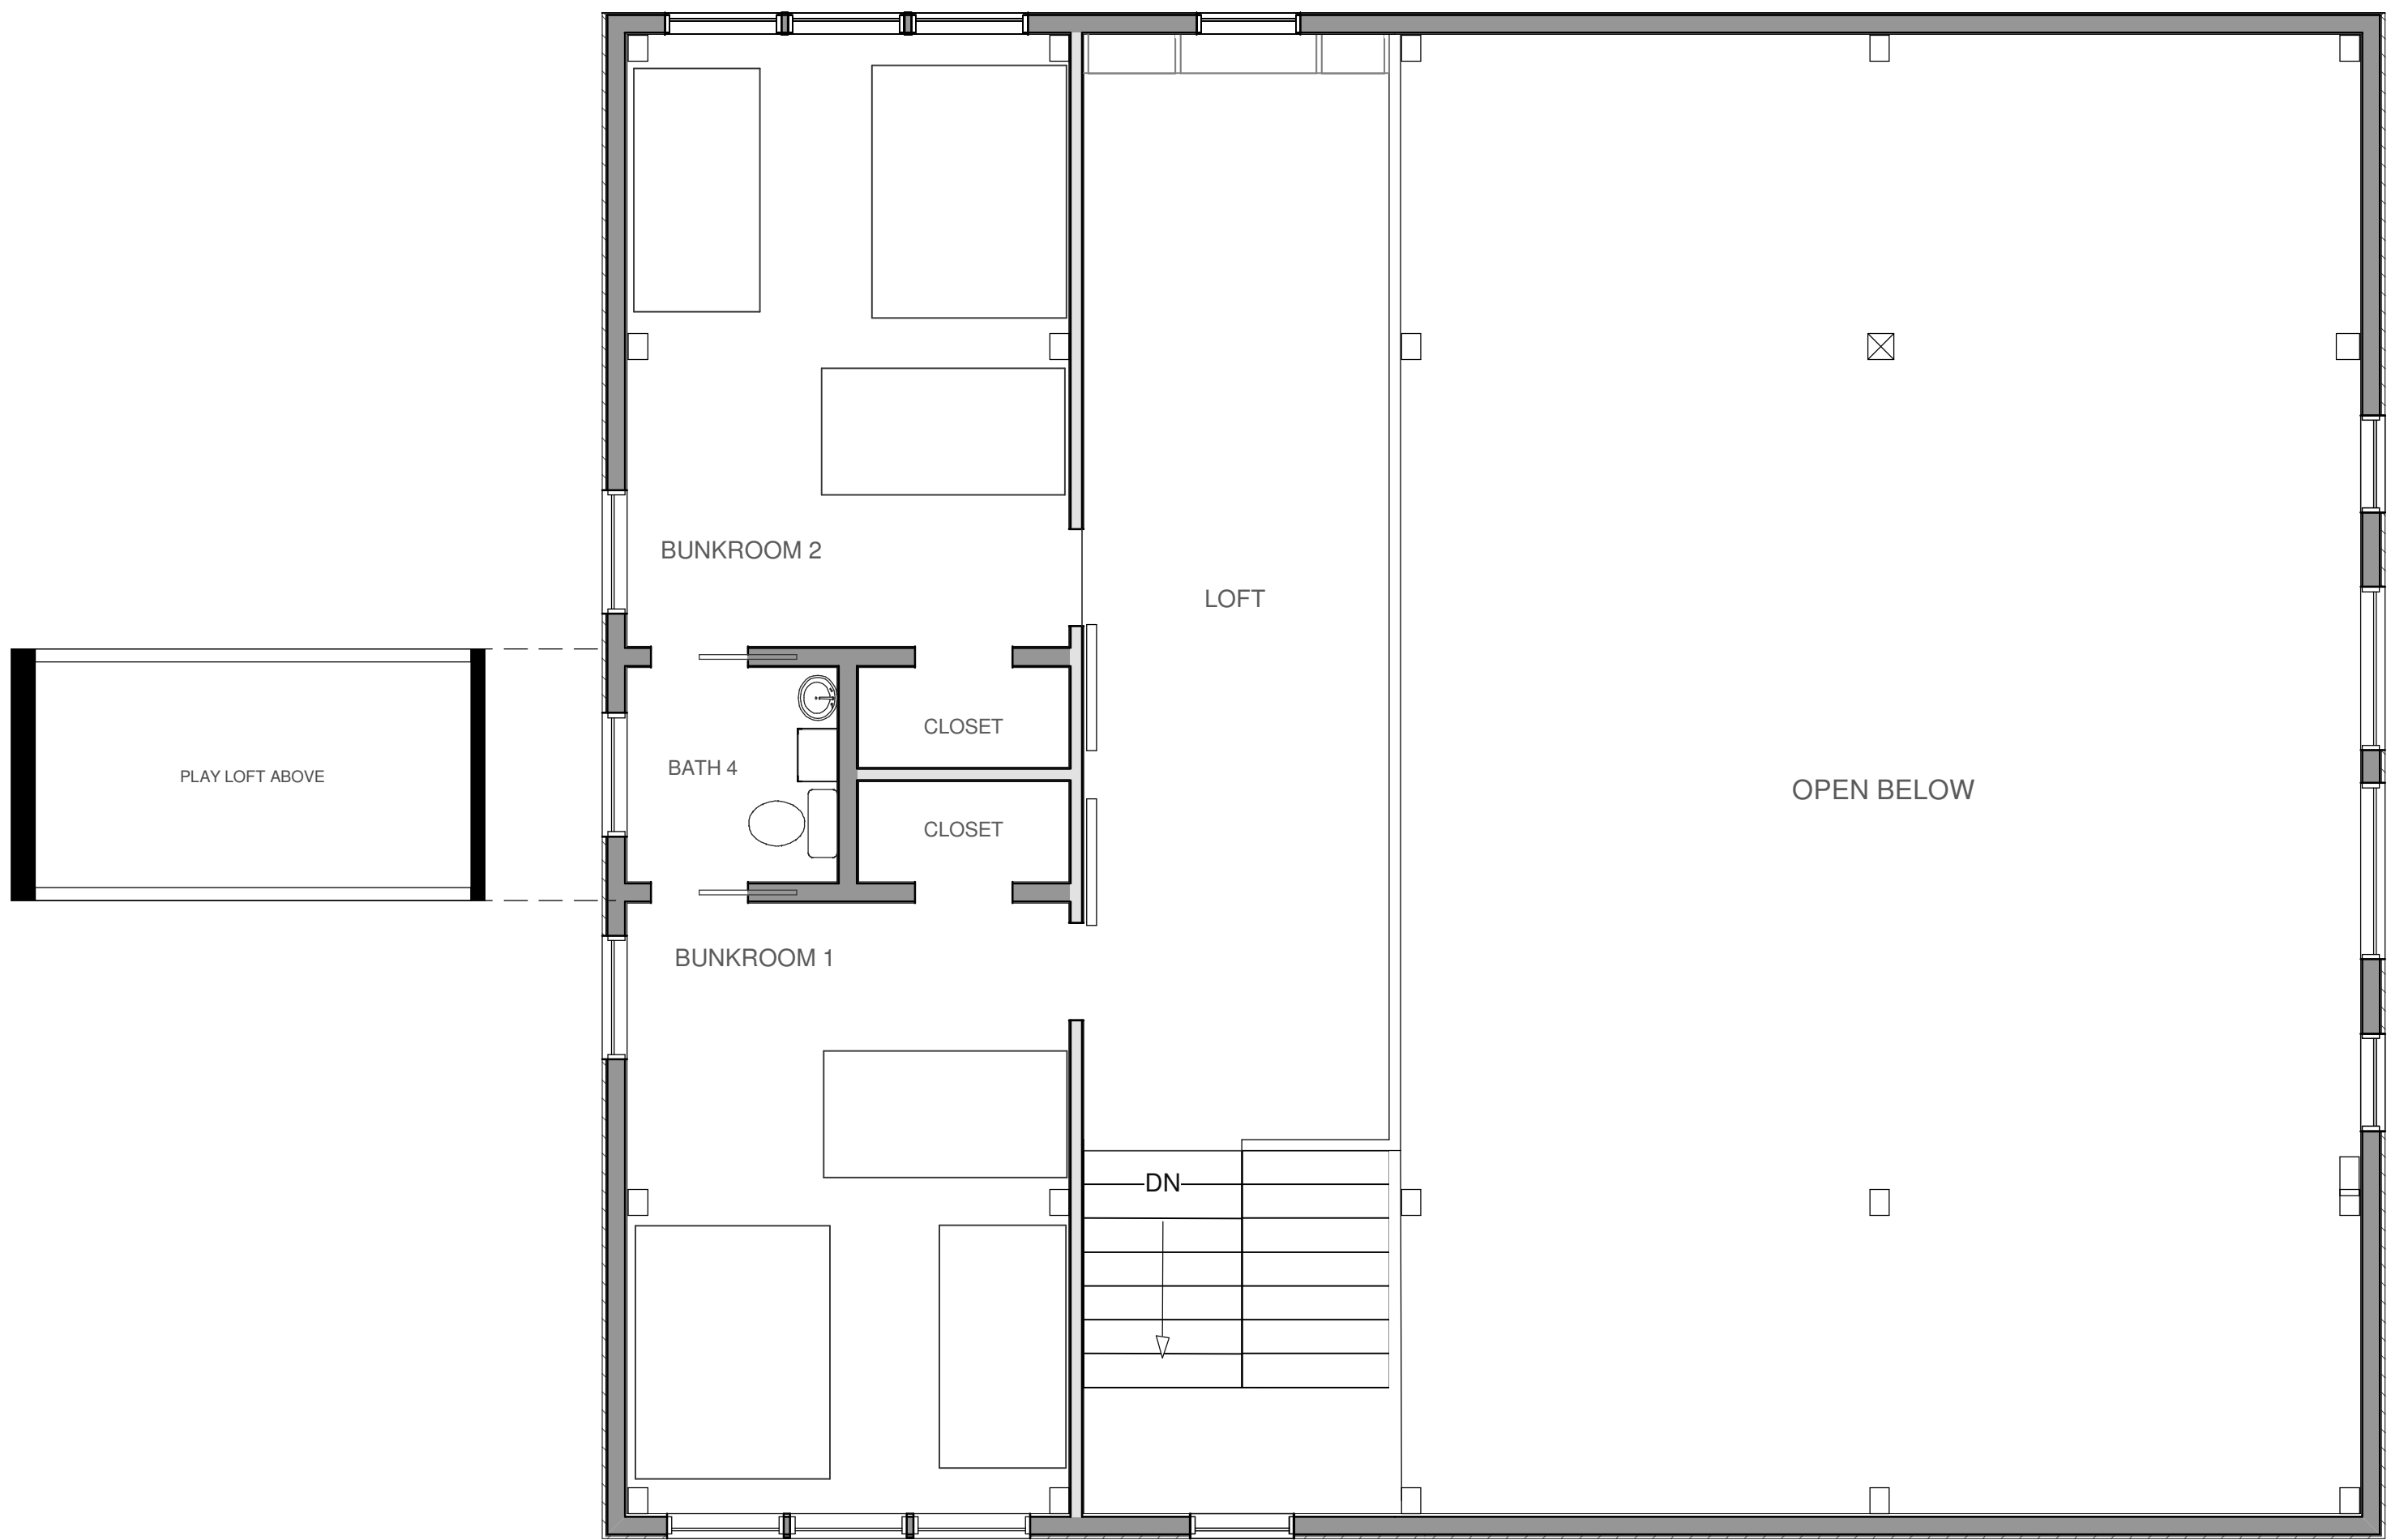 BUNKROOM 2
LOFT
CLOSET
BATH 4
PLAY LOFT ABOVE
OPEN BELOW
CLOSET
BUNKROOM 1
DN